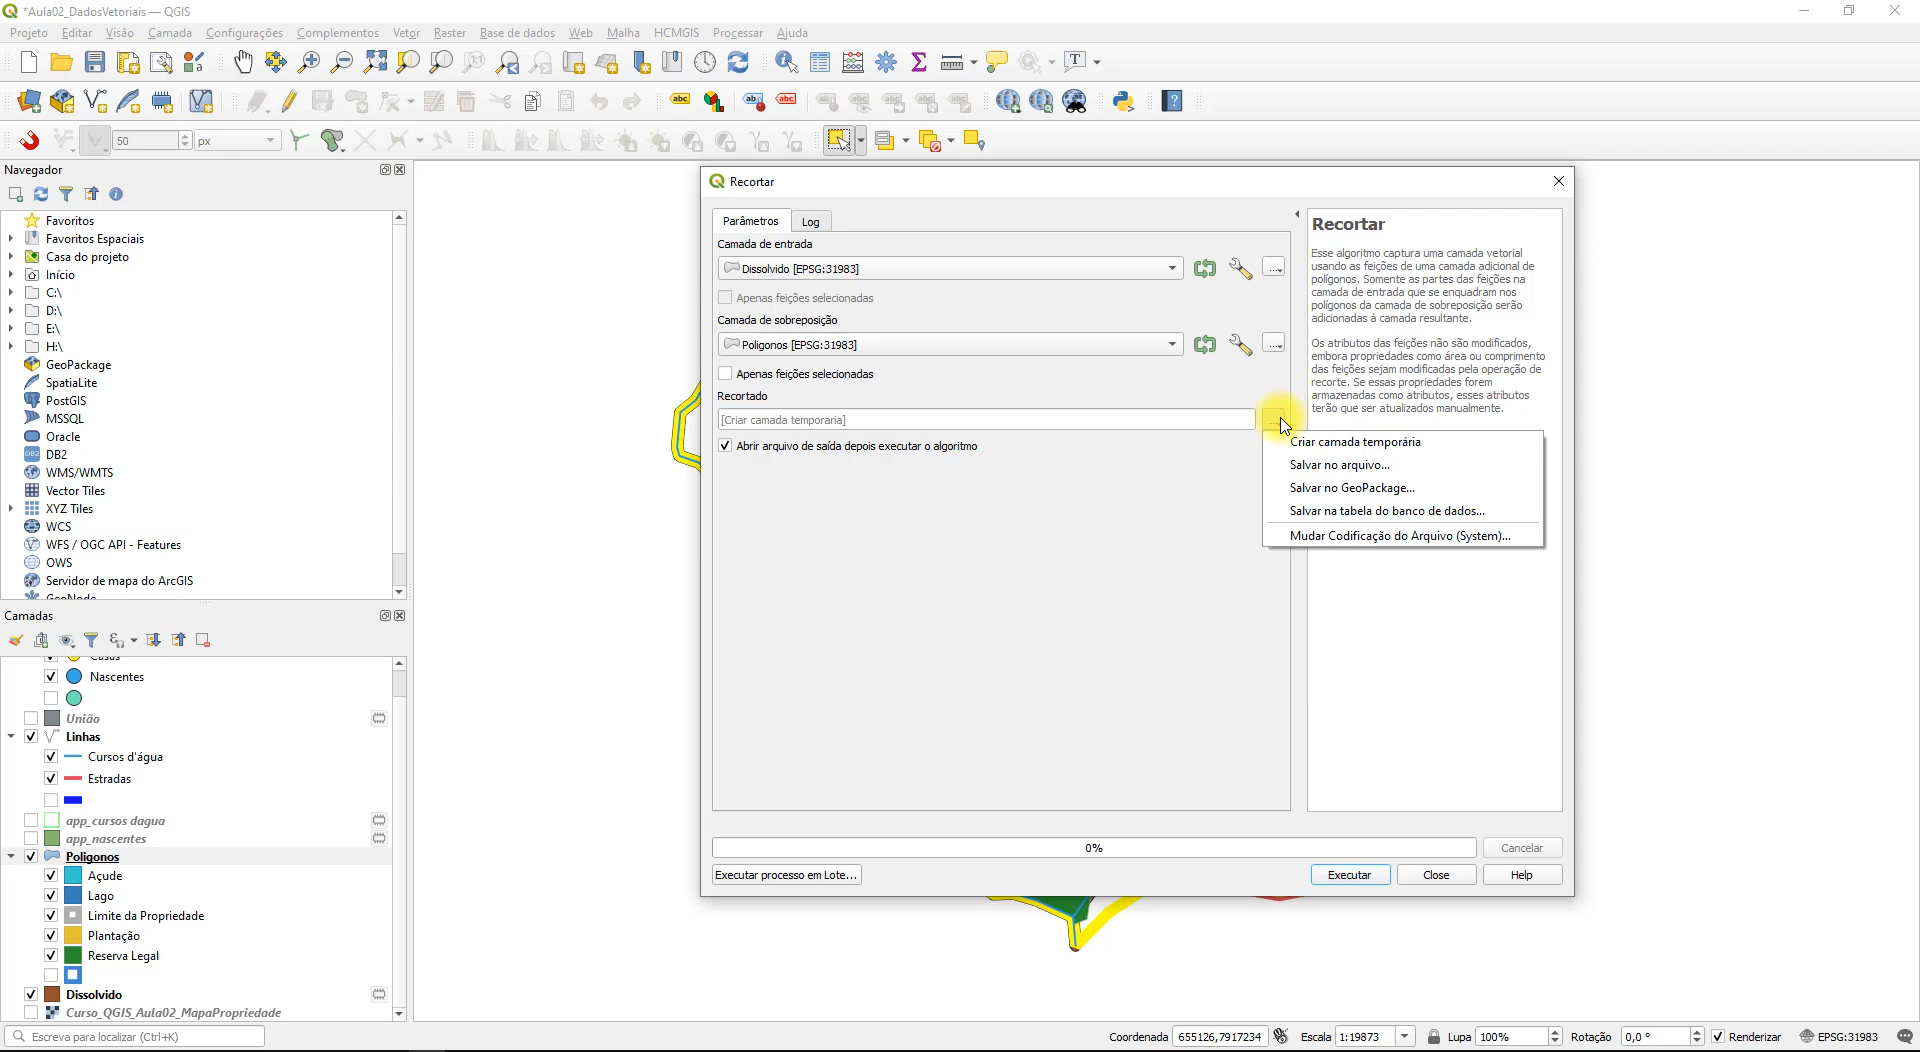 *Aula02_DadosVetoriais — QGIS
Projeto Editar Visão Camada Configurações Complementos Vetor Raster Base de dados Web Malha HCMGIS Processar Ajuda
50 px
Navegador
Favoritos
Favoritos Espaciais
Casa do projeto
Início
C:\
D:\
E:\
H:\
GeoPackage
SpatiaLite
PostGIS
MSSQL
Oracle
DB2
WMS/WMTS
Vector Tiles
XYZ Tiles
WCS
WFS / OGC API - Features
OWS
Servidor de mapa do ArcGIS
GeoNode
Camadas
Casas
Nascentes
União
Linhas
Cursos d'água
Estradas
app_cursos dagua
app_nascentes
Poligonos
Açude
Lago
Limite da Propriedade
Plantação
Reserva Legal
Dissolvido
Curso_QGIS_Aula02_MapaPropriedade
Recortar
Parâmetros Log
Camada de entrada
Dissolvido [EPSG:31983]
Apenas feições selecionadas
Camada de sobreposição
Poligonos [EPSG:31983]
Apenas feições selecionadas
Recortado
[Criar camada temporaria]
Abrir arquivo de saída depois executar o algoritmo
Criar camada temporária
Salvar no arquivo...
Salvar no GeoPackage...
Salvar na tabela do banco de dados...
Mudar Codificação do Arquivo (System)...
Recortar
Esse algoritmo captura uma camada vetorial
usando as feições de uma camada adicional de
polígonos. Somente as partes das feições na
camada de entrada que se enquadram nos
polígonos da camada de sobreposição serão
adicionadas à camada resultante.
Os atributos das feições não são modificados,
embora propriedades como área ou comprimento
das feições sejam modificadas pela operação de
recorte. Se essas propriedades forem
armazenadas como atributos, esses atributos
terão que ser atualizados manualmente.
0%
Cancelar
Executar processo em Lote...
Executar Close Help
Escreva para localizar (Ctrl+K)
Coordenada 655126,7917234 Escala 1:19873 Lupa 100% Rotação 0,0 ° Renderizar EPSG:31983